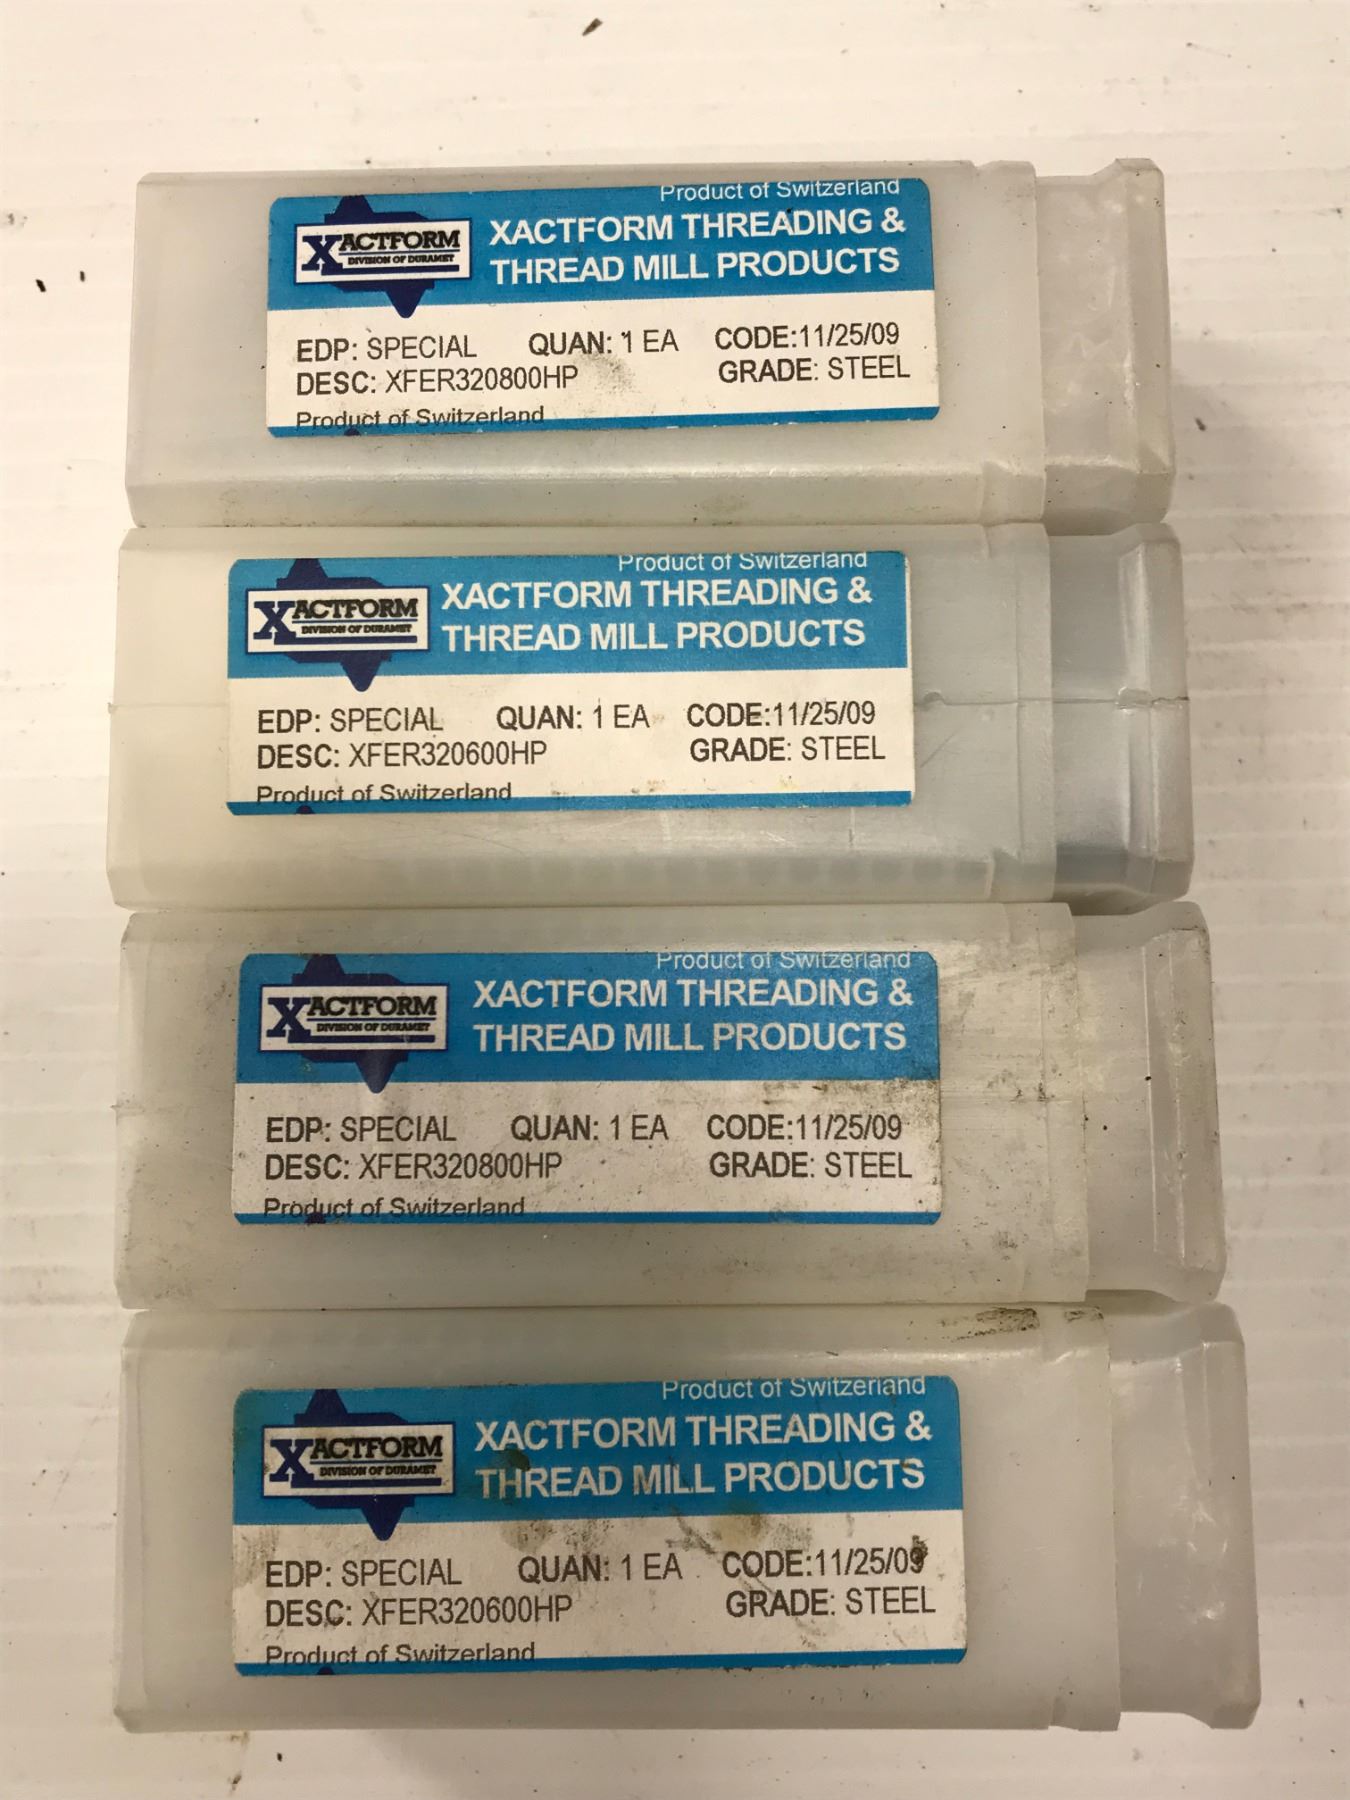 Product of Switzerland
XACTFORM
DIVISION OF DURAMET
XACTFORM THREADING &
THREAD MILL PRODUCTS
EDP: SPECIAL QUAN: 1 EA CODE:11/25/09
DESC: XFER320800HP GRADE: STEEL
Product of Switzerland
Product of Switzerland
XACTFORM
DIVISION OF DURAMET
XACTFORM THREADING &
THREAD MILL PRODUCTS
EDP: SPECIAL QUAN: 1 EA CODE:11/25/09
DESC: XFER320600HP GRADE: STEEL
Product of Switzerland
Product of Switzerland
XACTFORM
DIVISION OF DURAMET
XACTFORM THREADING &
THREAD MILL PRODUCTS
EDP: SPECIAL QUAN: 1 EA CODE:11/25/09
DESC: XFER320800HP GRADE: STEEL
Product of Switzerland
Product of Switzerland
XACTFORM
DIVISION OF DURAMET
XACTFORM THREADING &
THREAD MILL PRODUCTS
EDP: SPECIAL QUAN: 1 EA CODE:11/25/09
DESC: XFER320600HP GRADE: STEEL
Product of Switzerland